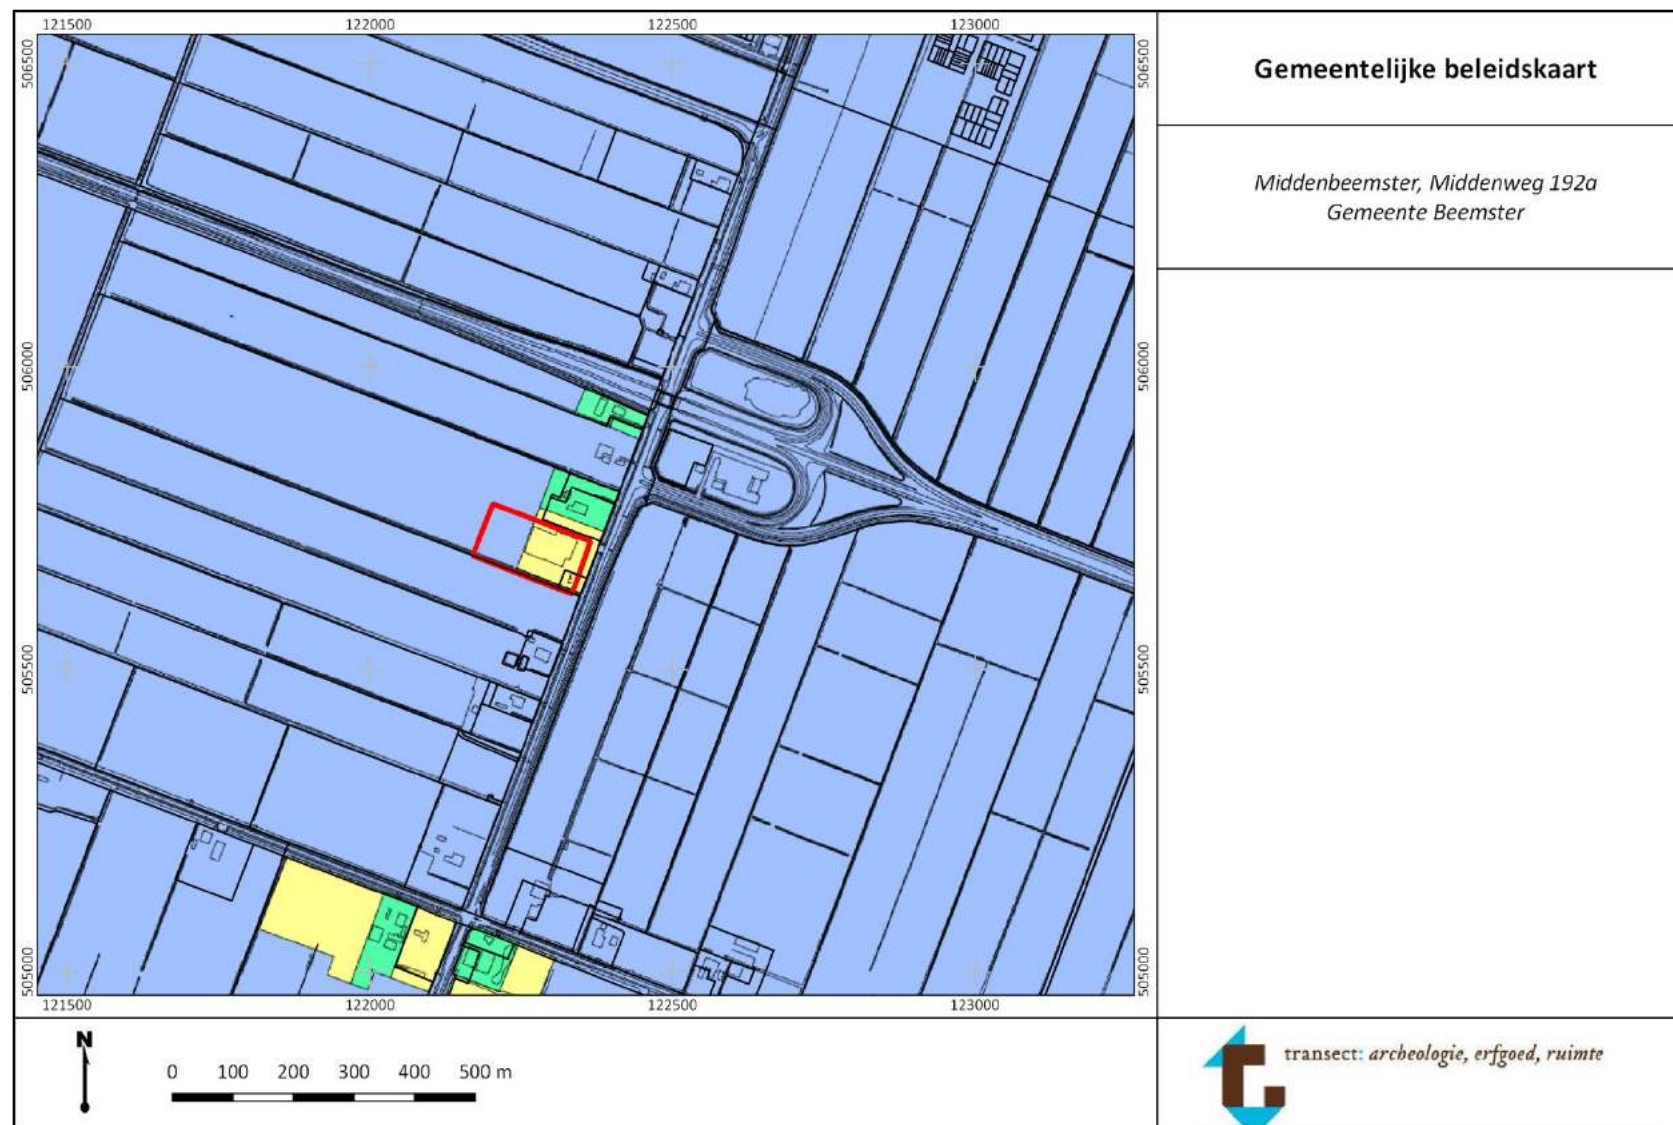 121500 122000 122500 123000
506500 506500
506000 506000
505500 505500
505000 505000
121500 122000 122500 123000
Gemeentelijke beleidskaart
Middenbeemster, Middenweg 192a
Gemeente Beemster
N
0 100 200 300 400 500 m
transect: archeologie, erfgoed, ruimte